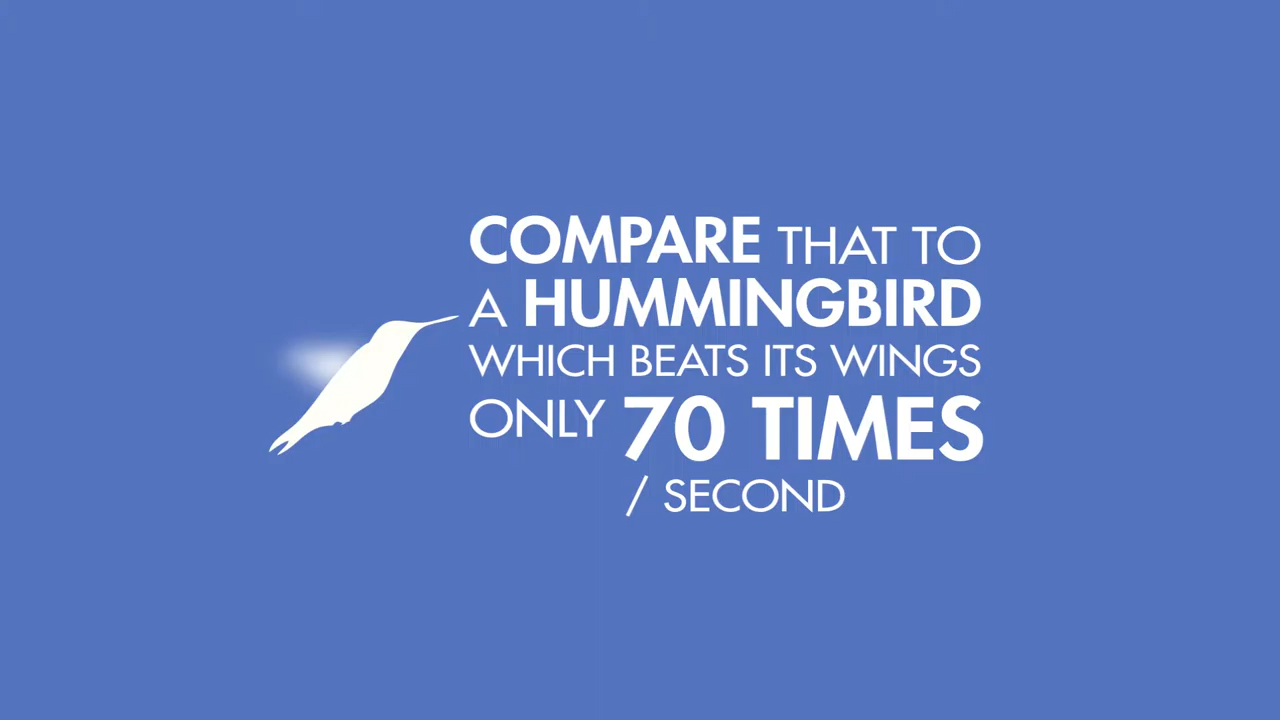 COMPARE THAT TO
A HUMMINGBIRD
WHICH BEATS ITS WINGS
ONLY 70 TIMES
/ SECOND